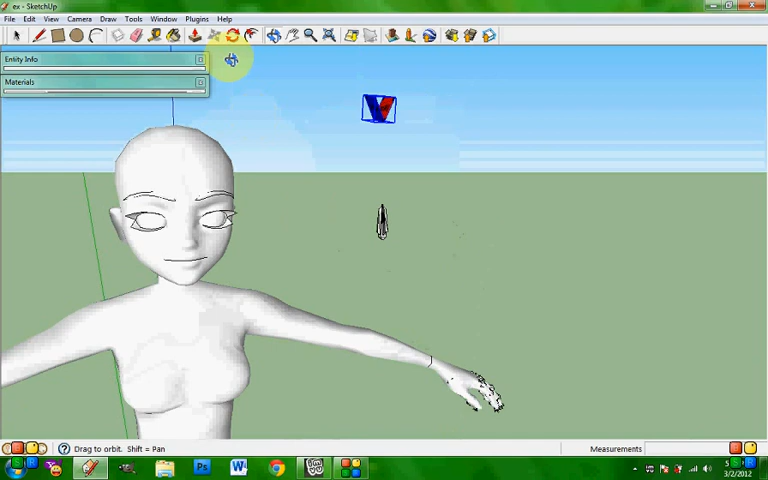 ex - SketchUp
File Edit View Camera Draw Tools Window Plugins Help
Entity Info
Materials
Drag to orbit. Shift = Pan
Measurements
Ps W
3/2/2012